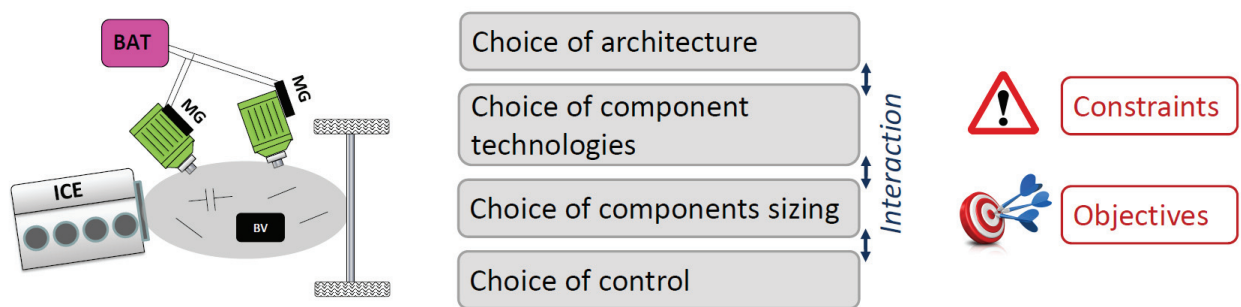 BAT
MG
MG
ICE
BV
Choice of architecture
Choice of component
technologies
Choice of components sizing
Choice of control
Interaction
Constraints
Objectives